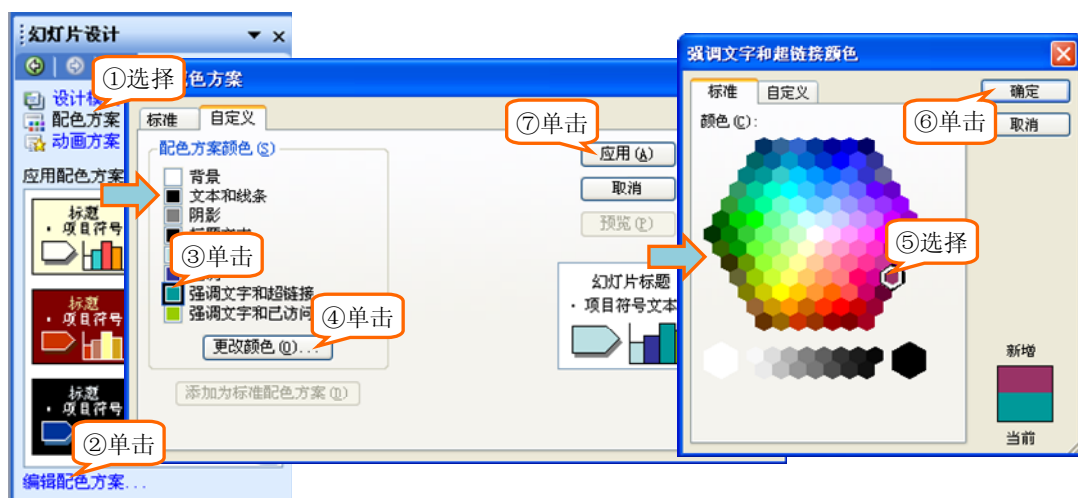 幻灯片设计
①选择
设计模
配色方案
动画方案
应用配色方案
标题
· 项目符号
标题
· 项目符号
标题
· 项目符号
②单击
编辑配色方案...
配色方案
标准
自定义
配色方案颜色(S)
背景
文本和线条
阴影
标题文本
③单击
强调文字和超链接
强调文字和已访问
④单击
更改颜色(O)...
添加为标准配色方案(D)
⑦单击
应用(A)
取消
预览(P)
幻灯片标题
· 项目符号文本
强调文字和超链接颜色
标准
自定义
颜色(C):
确定
⑥单击
取消
⑤选择
新增
当前